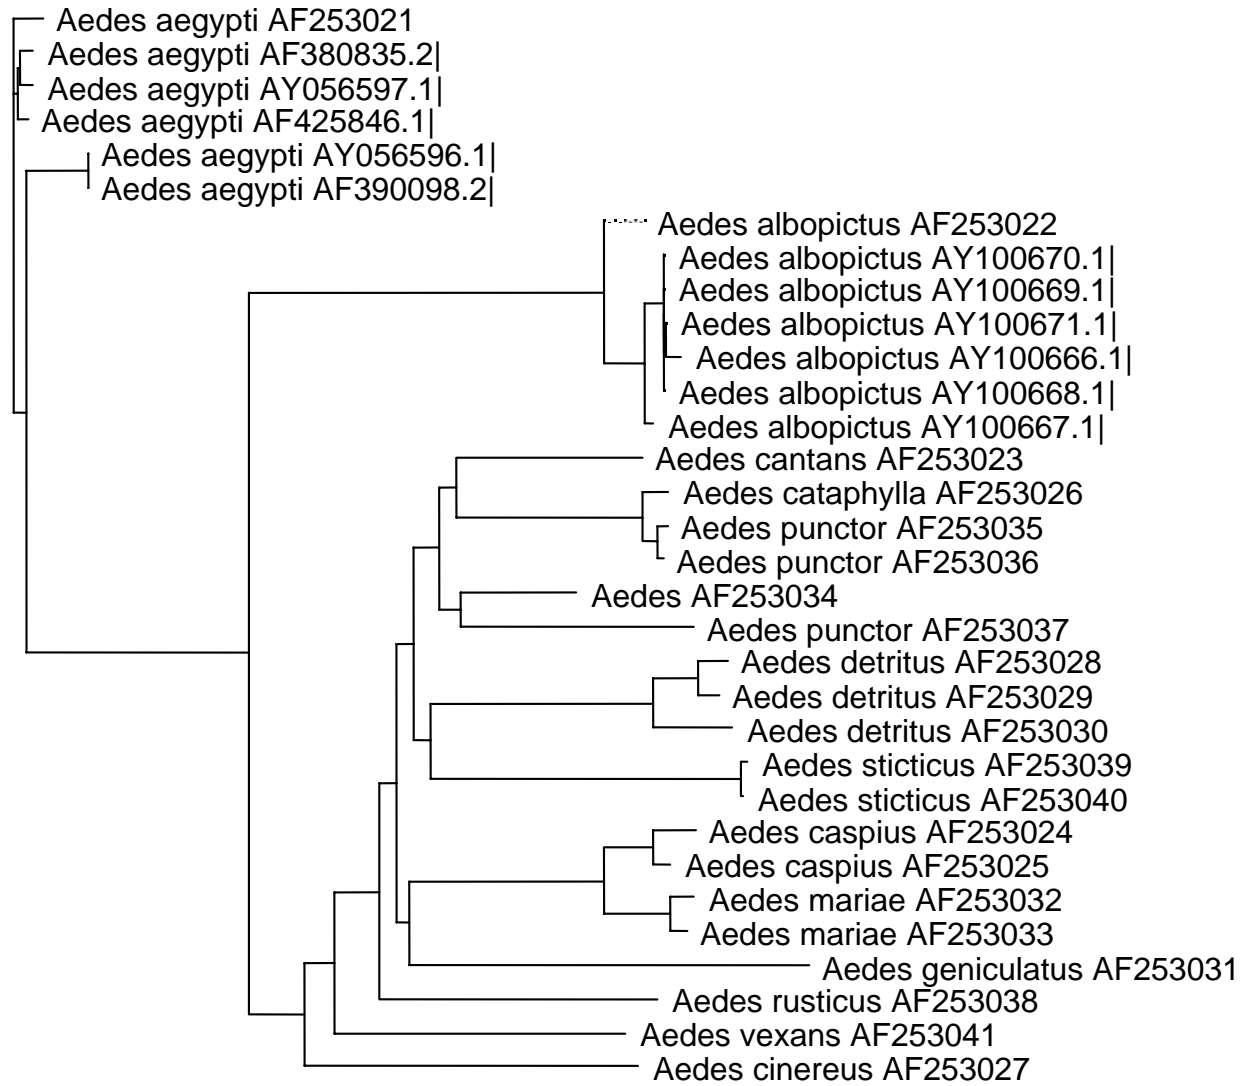 Aedes aegypti AF253021
Aedes aegypti AF380835.2|
Aedes aegypti AY056597.1|
Aedes aegypti AF425846.1|
Aedes aegypti AY056596.1|
Aedes aegypti AF390098.2|
Aedes albopictus AF253022
Aedes albopictus AY100670.1|
Aedes albopictus AY100669.1|
Aedes albopictus AY100671.1|
Aedes albopictus AY100666.1|
Aedes albopictus AY100668.1|
Aedes albopictus AY100667.1|
Aedes cantans AF253023
Aedes cataphylla AF253026
Aedes punctor AF253035
Aedes punctor AF253036
Aedes AF253034
Aedes punctor AF253037
Aedes detritus AF253028
Aedes detritus AF253029
Aedes detritus AF253030
Aedes sticticus AF253039
Aedes sticticus AF253040
Aedes caspius AF253024
Aedes caspius AF253025
Aedes mariae AF253032
Aedes mariae AF253033
Aedes geniculatus AF253031
Aedes rusticus AF253038
Aedes vexans AF253041
Aedes cinereus AF253027